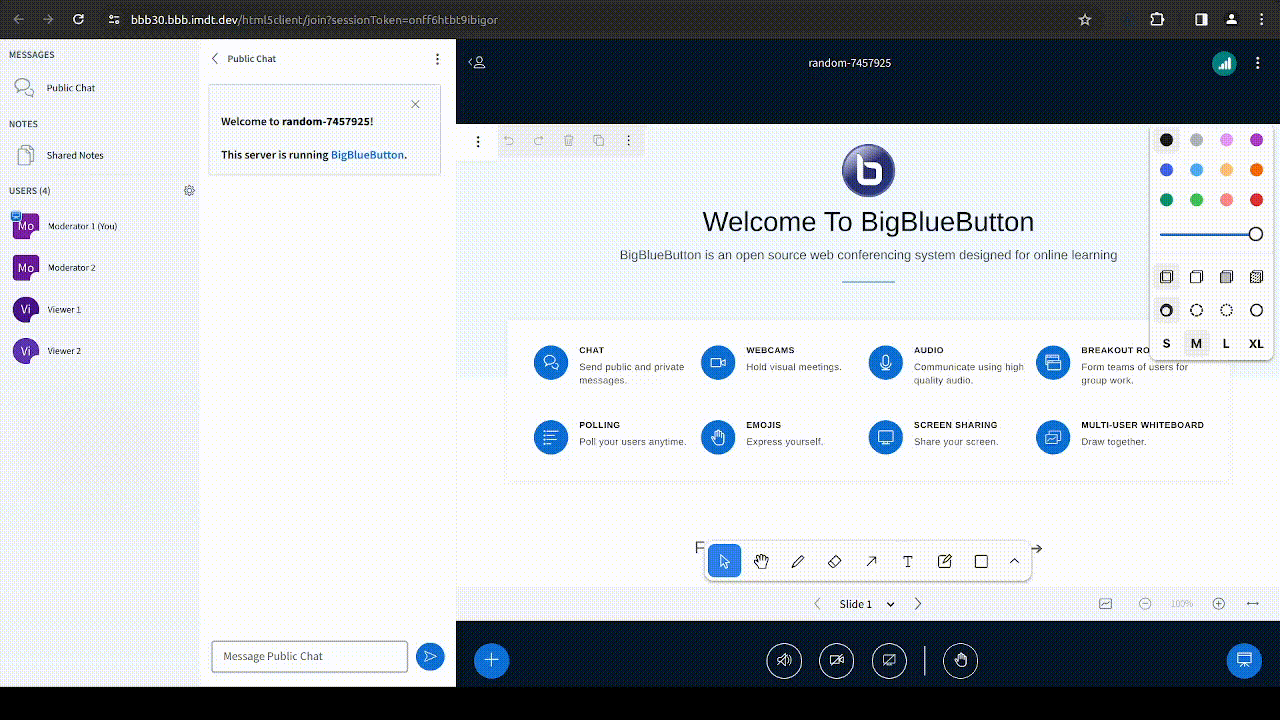 bbb30.bbb.imdt.dev/html5client/join?sessionToken=onff6htbt9ibigor
MESSAGES
Public Chat
NOTES
Shared Notes
USERS (4)
Mo
Moderator 1 (You)
Mo
Moderator 2
Vi
Viewer 1
Vi
Viewer 2
Public Chat
Welcome to random-7457925!
This server is running BigBlueButton.
Message Public Chat
random-7457925
Welcome To BigBlueButton
BigBlueButton is an open source web conferencing system designed for online learning
CHAT
Send public and private
messages.
WEBCAMS
Hold visual meetings.
AUDIO
Communicate using high
quality audio.
BREAKOUT RO
Form teams of users for
group work.
POLLING
Poll your users anytime.
EMOJIS
Express yourself.
SCREEN SHARING
Share your screen.
MULTI-USER WHITEBOARD
Draw together.
F
T
S M L XL
Slide 1
100%